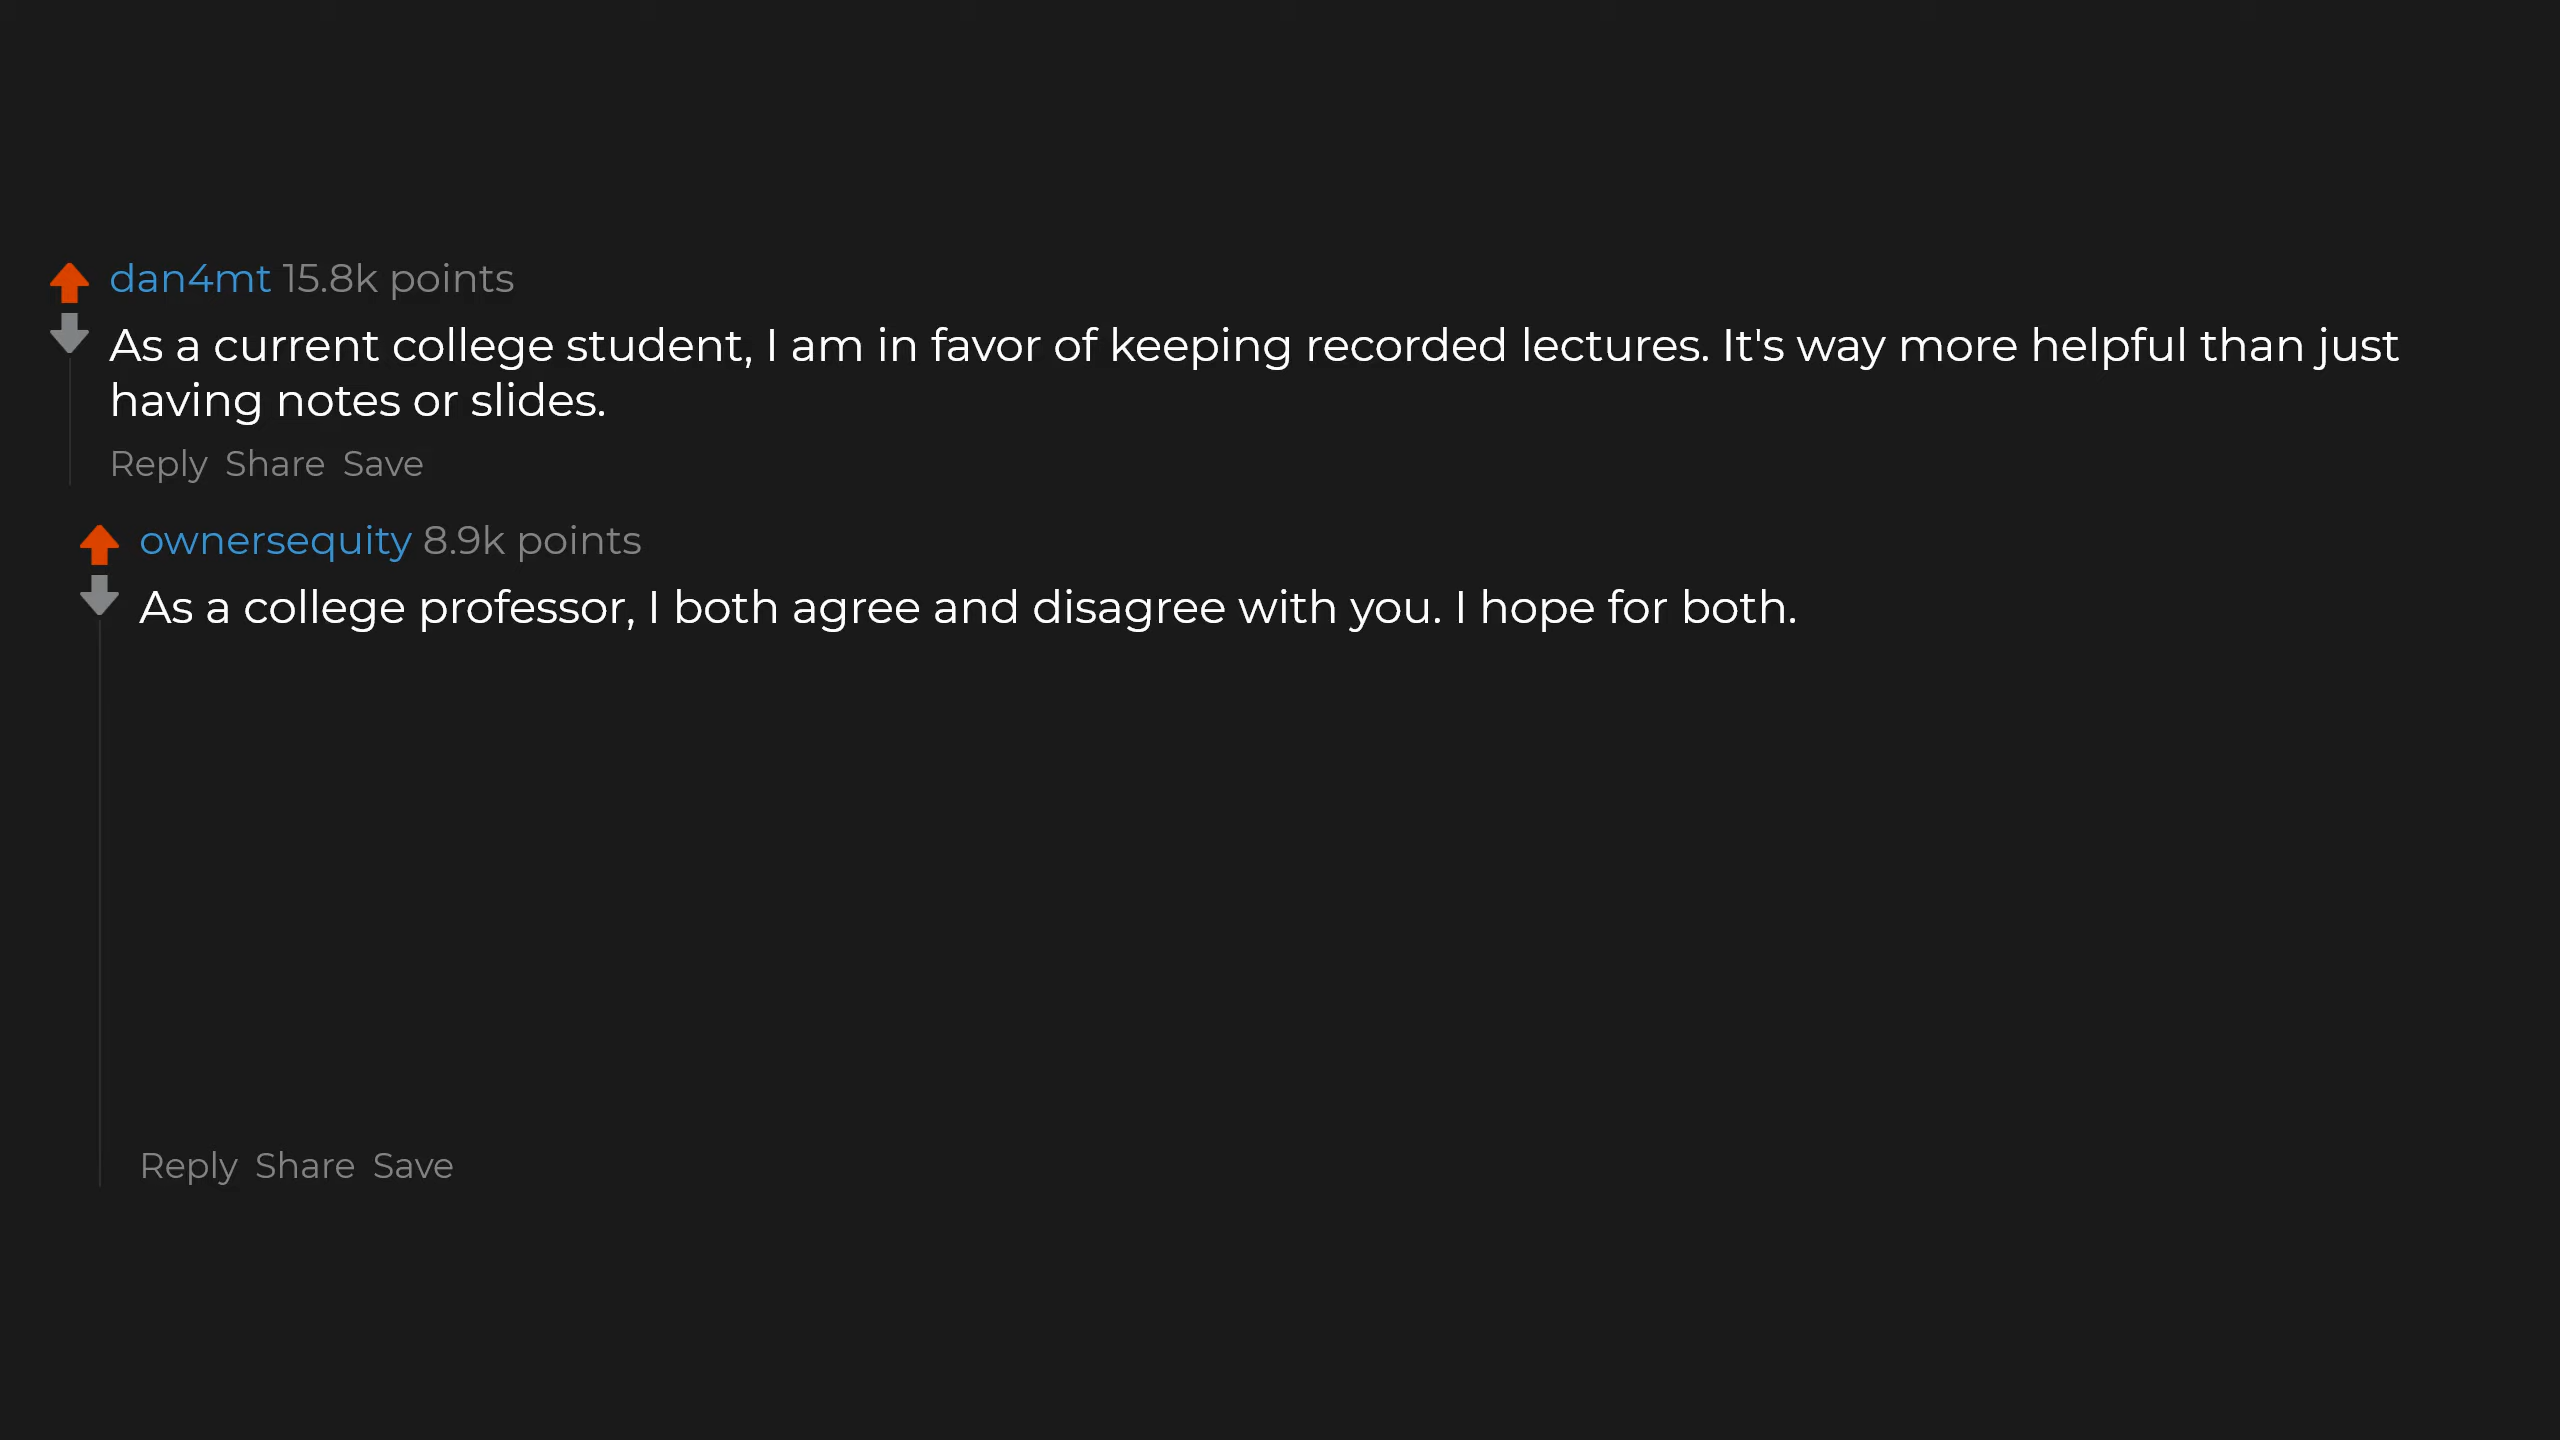 dan4mt 15.8k points
As a current college student, I am in favor of keeping recorded lectures. It's way more helpful than just
having notes or slides.
Reply Share Save
ownersequity 8.9k points
As a college professor, I both agree and disagree with you. I hope for both.
Reply Share Save